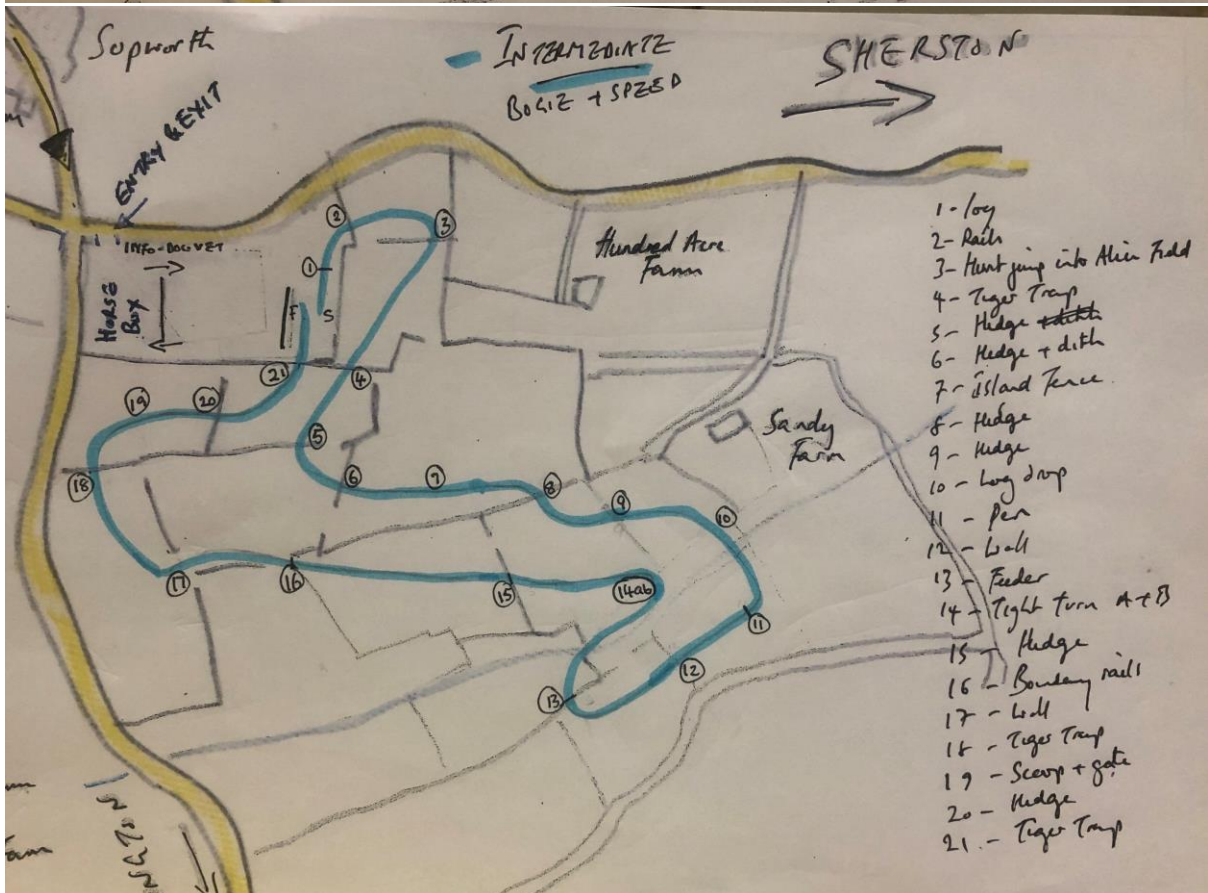 Sopworth
INTERMEDIATE
BOGIE + SPEED
SHERSTON
ENTRY & EXIT
HORSE
BOX
Hundred Acre
Farm
Sandy
Farm
F
S
1
2
3
4
5
6
7
8
9
10
11
12
13
14ab
15
16
17
18
19
20
21
1 - log
2 - Rails
3 - Hunt jump into Alien Field
4 - Tiger Trap
5 - Hedge
6 - Hedge + dith
7 - island Fence
8 - Hedge
9 - Hedge
10 - Log drop
11 - Pen
12 - Wall
13 - Feeder
14 - Tight turn A + B
15 - Hedge
16 - Boundary rails
17 - Wall
18 - Tiger Trap
19 - Scoop + gate
20 - Hedge
21 - Tiger Trap
NGTON